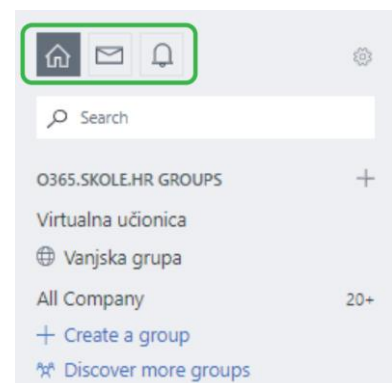 Search
O365.SKOLE.HR GROUPS
Virtualna učionica
Vanjska grupa
All Company 20+
Create a group
Discover more groups